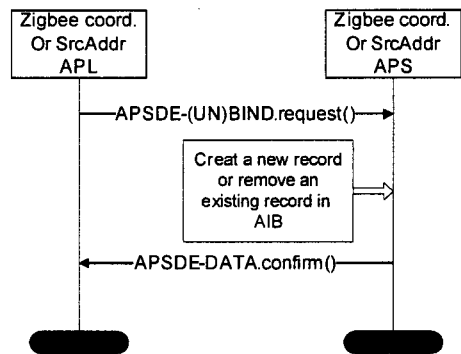 Zigbee coord.
Or SrcAddr
APL
Zigbee coord.
Or SrcAddr
APS
APSDE-(UN)BIND.request()
Creat a new record
or remove an
existing record in
AIB
APSDE-DATA.confirm()